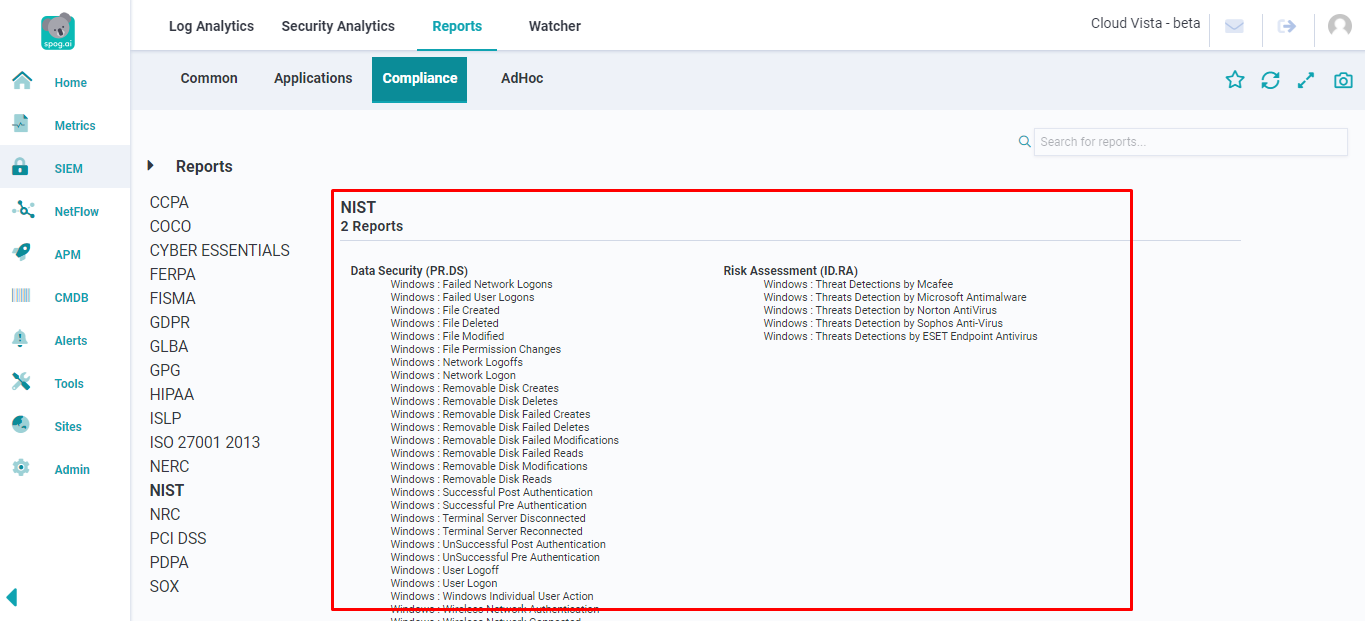 spog.ai
Log Analytics
Security Analytics
Reports
Watcher
Cloud Vista - beta
Common
Applications
Compliance
AdHoc
Home
Metrics
SIEM
NetFlow
APM
CMDB
Alerts
Tools
Sites
Admin
Search for reports...
Reports
CCPA
COCO
CYBER ESSENTIALS
FERPA
FISMA
GDPR
GLBA
GPG
HIPAA
ISLP
ISO 27001 2013
NERC
NIST
NRC
PCI DSS
PDPA
SOX
NIST
2 Reports
Data Security (PR.DS)
Windows : Failed Network Logons
Windows : Failed User Logons
Windows : File Created
Windows : File Deleted
Windows : File Modified
Windows : File Permission Changes
Windows : Network Logoffs
Windows : Network Logon
Windows : Removable Disk Creates
Windows : Removable Disk Deletes
Windows : Removable Disk Failed Creates
Windows : Removable Disk Failed Deletes
Windows : Removable Disk Failed Modifications
Windows : Removable Disk Failed Reads
Windows : Removable Disk Modifications
Windows : Removable Disk Reads
Windows : Successful Post Authentication
Windows : Successful Pre Authentication
Windows : Terminal Server Disconnected
Windows : Terminal Server Reconnected
Windows : UnSuccessful Post Authentication
Windows : UnSuccessful Pre Authentication
Windows : User Logoff
Windows : User Logon
Windows : Windows Individual User Action
Windows : Wireless Network Authentication
Windows : Wireless Network Connected
Risk Assessment (ID.RA)
Windows : Threat Detections by Mcafee
Windows : Threats Detection by Microsoft Antimalware
Windows : Threats Detection by Norton AntiVirus
Windows : Threats Detection by Sophos Anti-Virus
Windows : Threats Detections by ESET Endpoint Antivirus